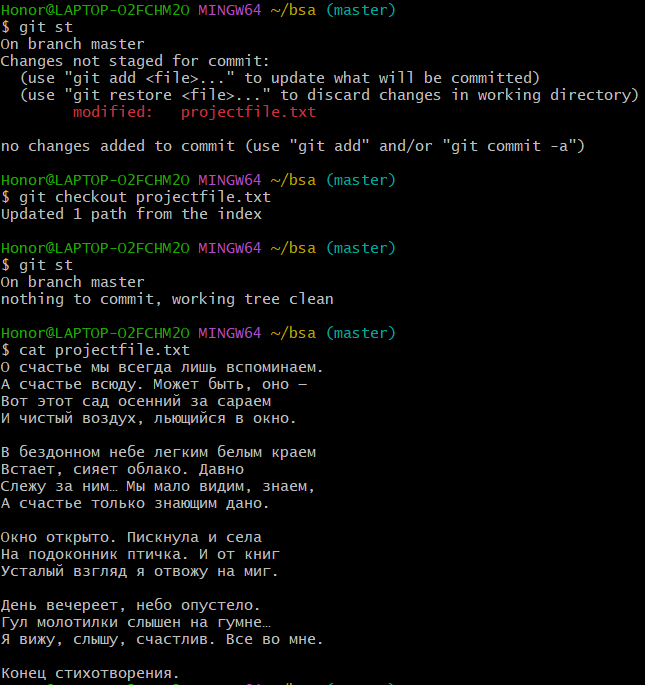 Honor@LAPTOP-O2FCHM2O MINGW64 ~/bsa (master)
$ git st
On branch master
Changes not staged for commit:
  (use "git add <file>..." to update what will be committed)
  (use "git restore <file>..." to discard changes in working directory)
        modified:   projectfile.txt

no changes added to commit (use "git add" and/or "git commit -a")

Honor@LAPTOP-O2FCHM2O MINGW64 ~/bsa (master)
$ git checkout projectfile.txt
Updated 1 path from the index

Honor@LAPTOP-O2FCHM2O MINGW64 ~/bsa (master)
$ git st
On branch master
nothing to commit, working tree clean

Honor@LAPTOP-O2FCHM2O MINGW64 ~/bsa (master)
$ cat projectfile.txt
О счастье мы всегда лишь вспоминаем.
А счастье всюду. Может быть, оно —
Вот этот сад осенний за сараем
И чистый воздух, льющийся в окно.

В бездонном небе легким белым краем
Встает, сияет облако. Давно
Слежу за ним… Мы мало видим, знаем,
А счастье только знающим дано.

Окно открыто. Пискнула и села
На подоконник птичка. И от книг
Усталый взгляд я отвожу на миг.

День вечереет, небо опустело.
Гул молотилки слышен на гумне…
Я вижу, слышу, счастлив. Все во мне.

Конец стихотворения.